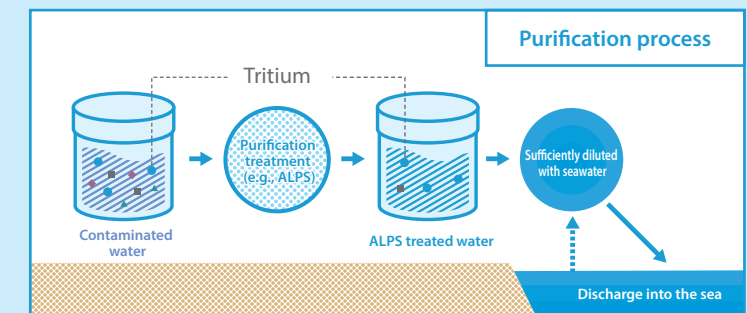 Purification process
Tritium
Purification
treatment
(e.g., ALPS)
Sufficiently diluted
with seawater
Contaminated
water
ALPS treated water
Discharge into the sea